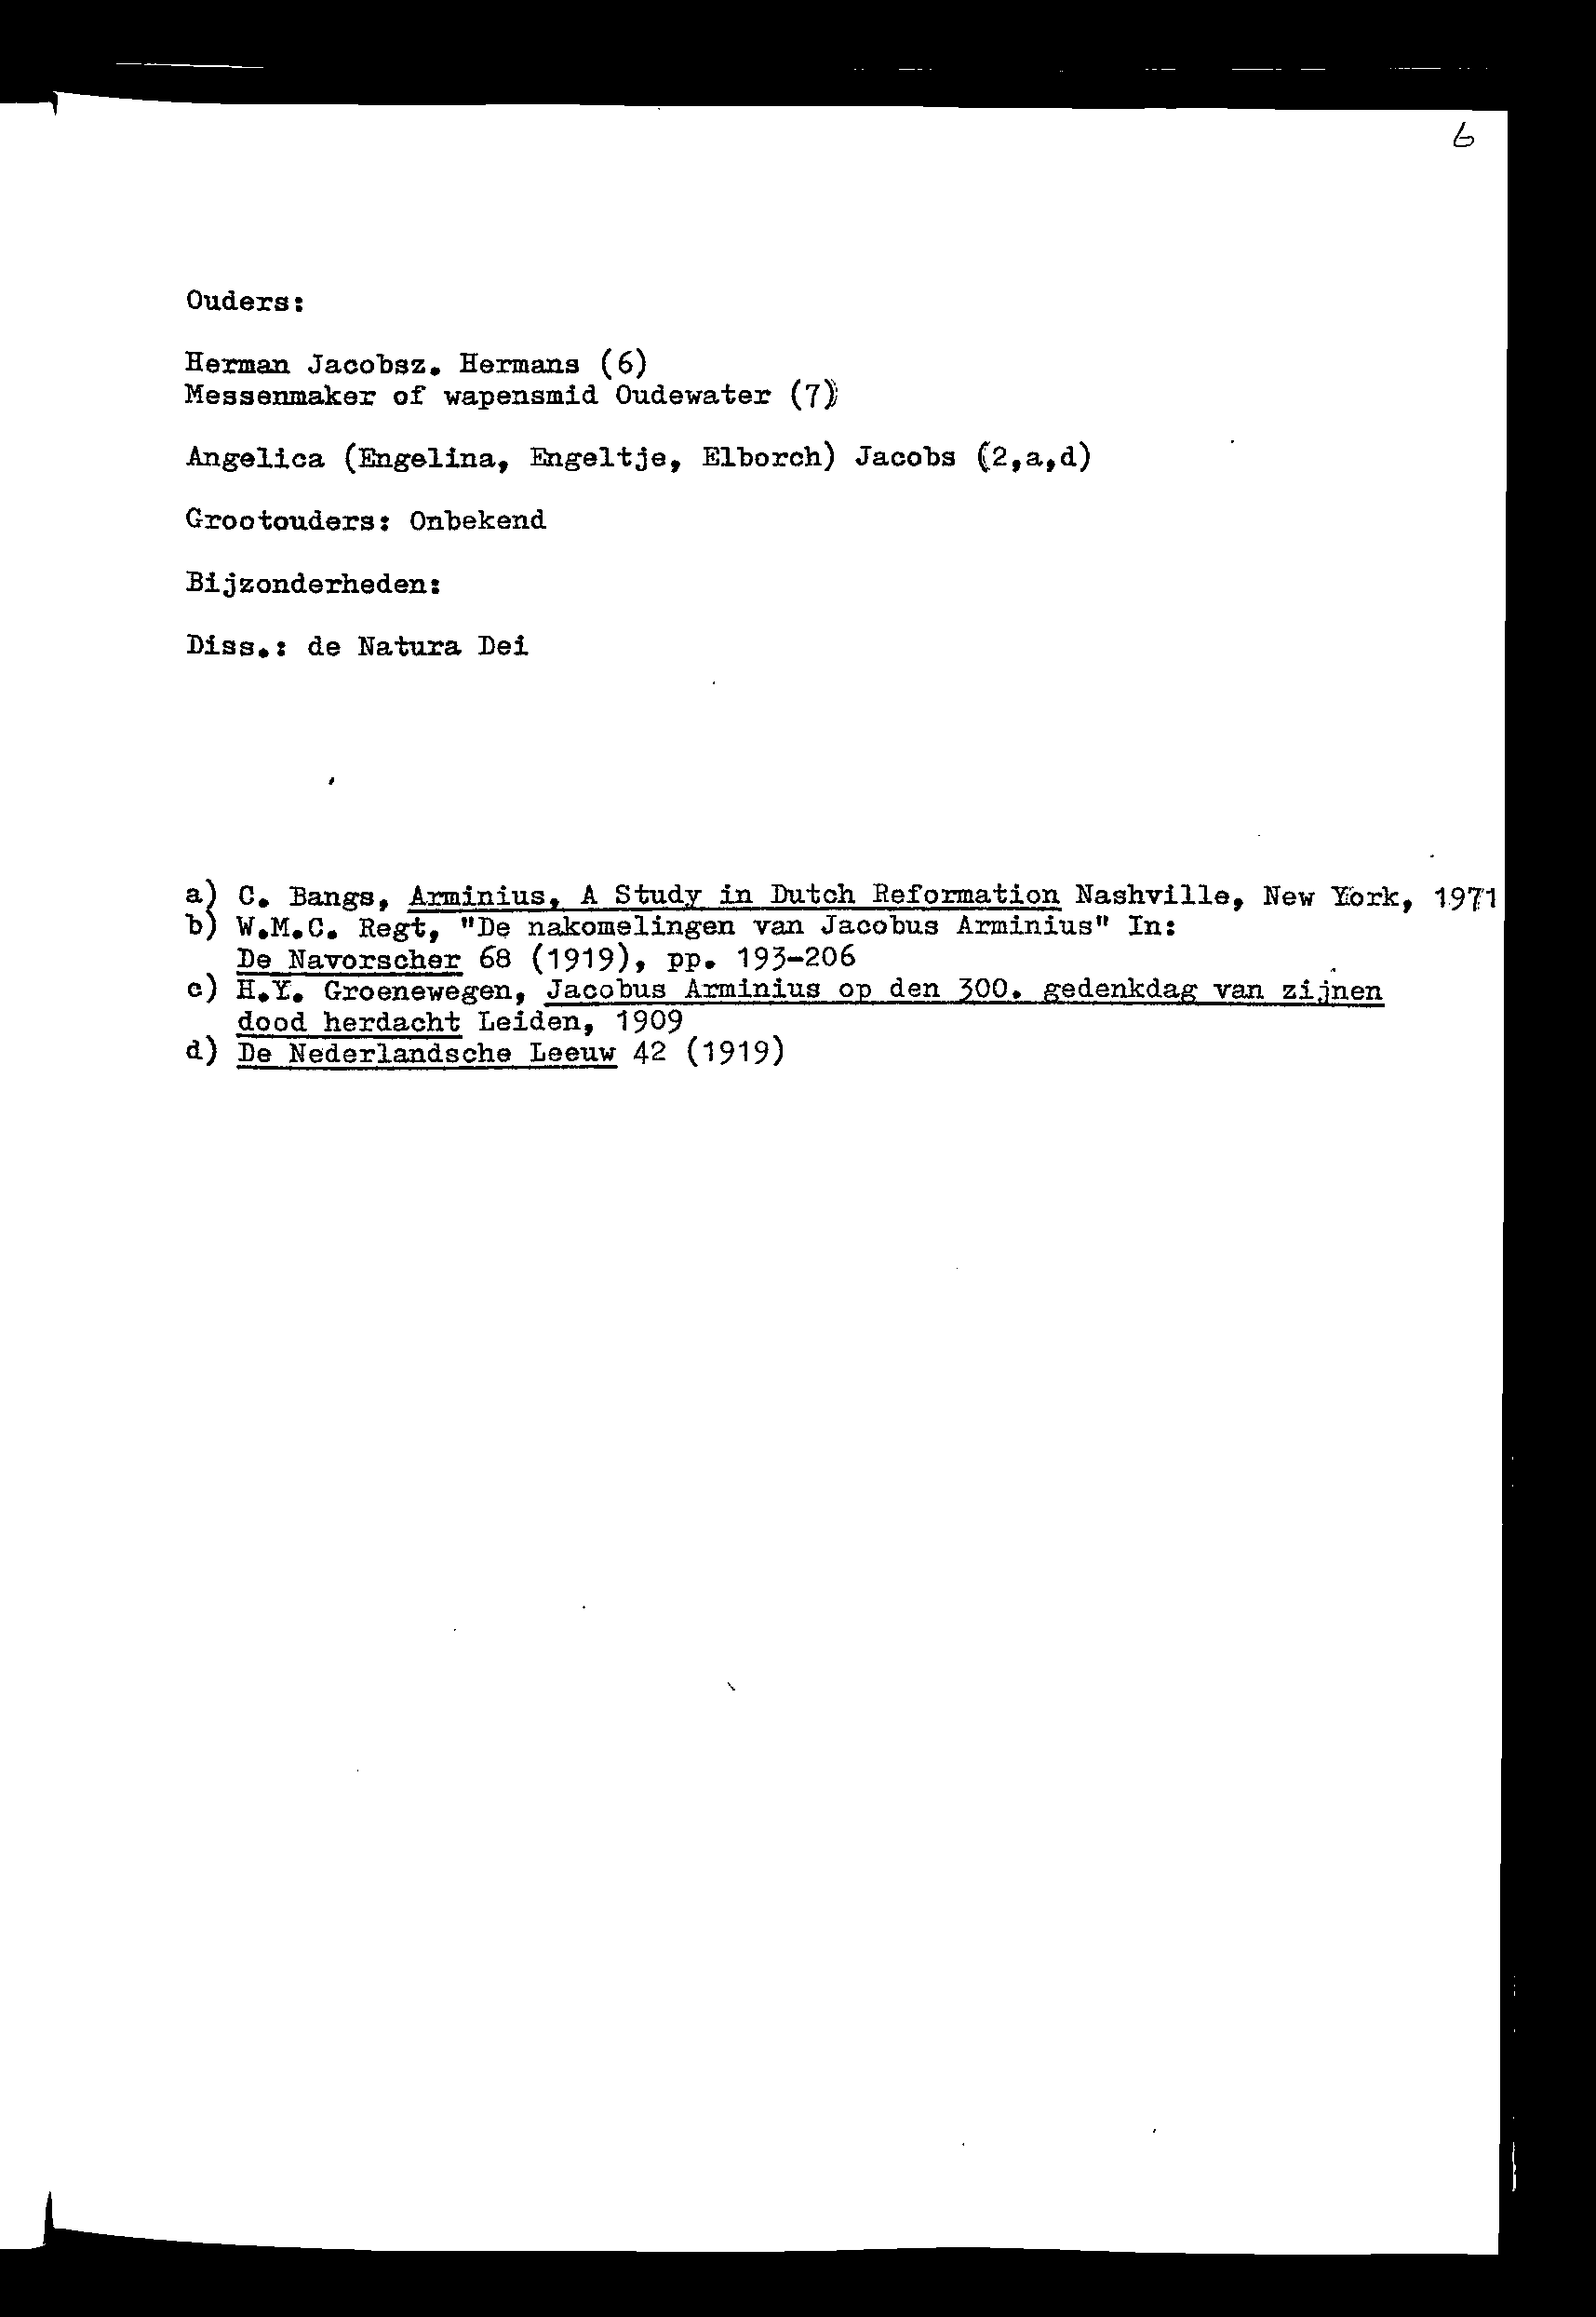 6
Ouders:
Herman Jacobsz. Hermans (6)
Messenmaker of wapensmid Oudewater (7)
Angelica (Engelina, Engeltje, Elborch) Jacobs (2,a,d)
Grootouders: Onbekend
Bijzonderheden:
Diss.: de Natura Dei
a) C. Bangs, Arminius, A Study in Dutch Reformation Nashville, New York, 1971
b) W.M.C. Regt, "De nakomelingen van Jacobus Arminius" In:
De Navorscher 68 (1919), pp. 193-206
c) H.Y. Groenewegen, Jacobus Arminius op den 300. gedenkdag van zijnen
dood herdacht Leiden, 1909
d) De Nederlandsche Leeuw 42 (1919)